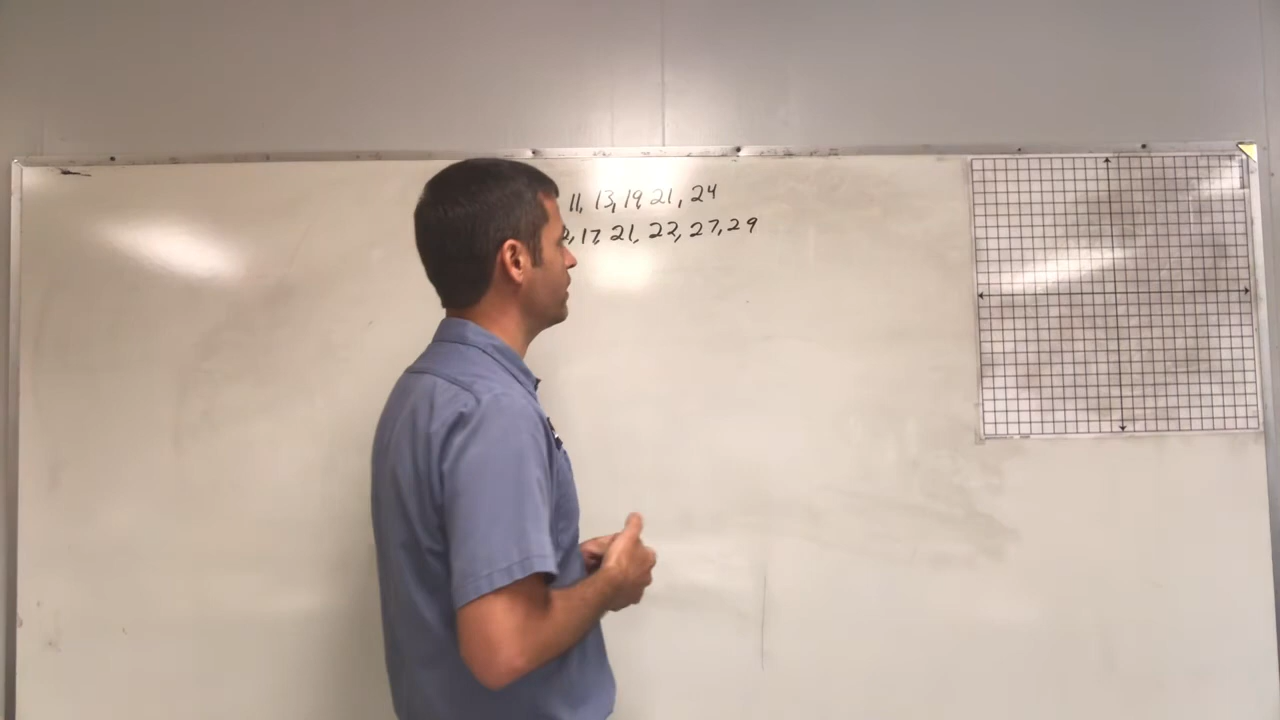 11, 13, 19, 21, 24
17, 21, 22, 27, 29